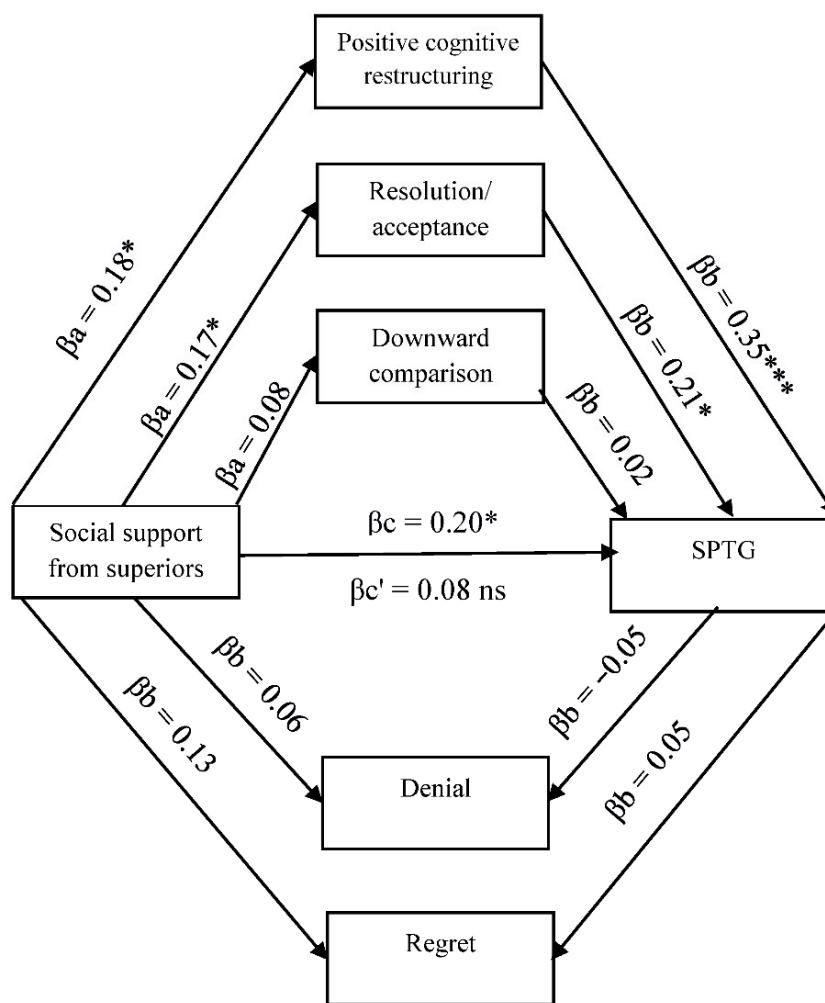 Positive cognitive
restructuring
Resolution/
acceptance
Downward
comparison
βa = 0.18*
βa = 0.17*
βa = 0.08
βb = 0.35***
βb = 0.21*
βb = 0.02
Social support
from superiors
βc = 0.20*
βc' = 0.08 ns
SPTG
βb = 0.13
βb = 0.06
βb = −0.05
βb = 0.05
Denial
Regret